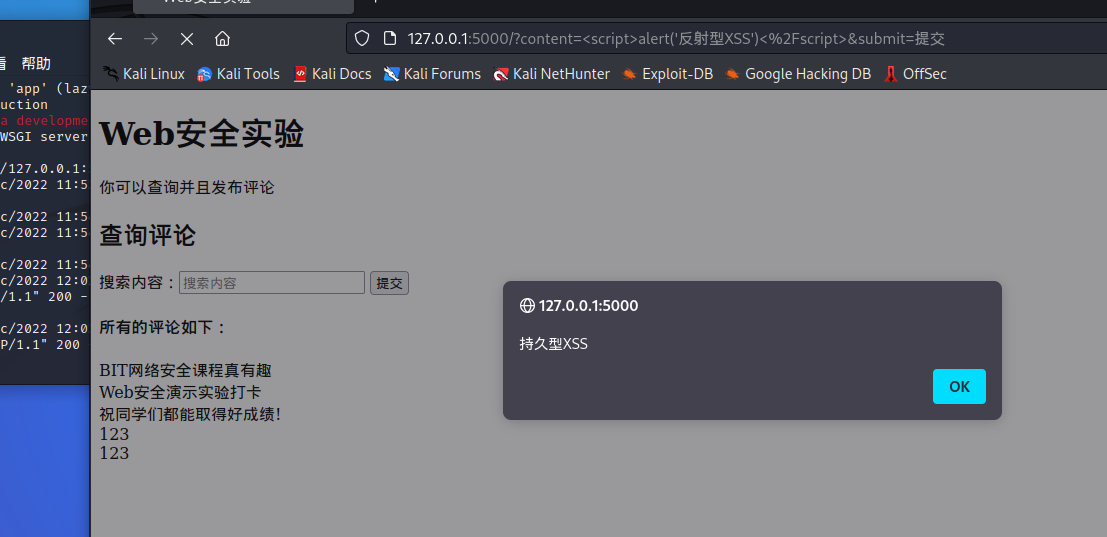 Web安全实验
127.0.0.1:5000/?content=<script>alert('反射型XSS')<%2Fscript>&submit=提交
Kali Linux Kali Tools Kali Docs Kali Forums Kali NetHunter Exploit-DB Google Hacking DB OffSec
帮助
'app' (laz
uction
a developme
WSGI server
/127.0.0.1:
c/2022 11:5
c/2022 11:5
c/2022 11:5
c/2022 11:5
c/2022 12:0
/1.1" 200 -
c/2022 12:0
P/1.1" 200
Web安全实验
你可以查询并且发布评论
查询评论
搜索内容：搜索内容 提交
所有的评论如下：
BIT网络安全课程真有趣
Web安全演示实验打卡
祝同学们都能取得好成绩!
123
123
127.0.0.1:5000
持久型XSS
OK